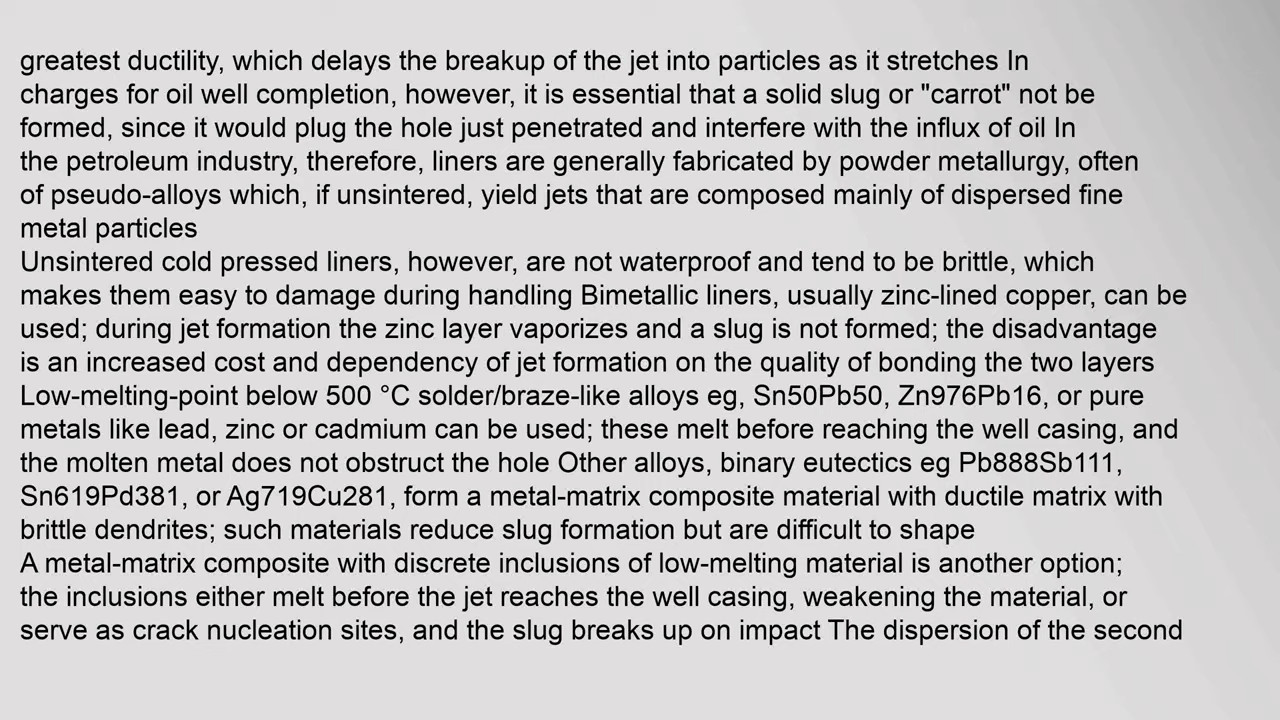 greatest ductility, which delays the breakup of the jet into particles as it stretches In
charges for oil well completion, however, it is essential that a solid slug or "carrot" not be
formed, since it would plug the hole just penetrated and interfere with the influx of oil In
the petroleum industry, therefore, liners are generally fabricated by powder metallurgy, often
of pseudo-alloys which, if unsintered, yield jets that are composed mainly of dispersed fine
metal particles
Unsintered cold pressed liners, however, are not waterproof and tend to be brittle, which
makes them easy to damage during handling Bimetallic liners, usually zinc-lined copper, can be
used; during jet formation the zinc layer vaporizes and a slug is not formed; the disadvantage
is an increased cost and dependency of jet formation on the quality of bonding the two layers
Low-melting-point below 500 °C solder/braze-like alloys eg, Sn50Pb50, Zn976Pb16, or pure
metals like lead, zinc or cadmium can be used; these melt before reaching the well casing, and
the molten metal does not obstruct the hole Other alloys, binary eutectics eg Pb888Sb111,
Sn619Pd381, or Ag719Cu281, form a metal-matrix composite material with ductile matrix with
brittle dendrites; such materials reduce slug formation but are difficult to shape
A metal-matrix composite with discrete inclusions of low-melting material is another option;
the inclusions either melt before the jet reaches the well casing, weakening the material, or
serve as crack nucleation sites, and the slug breaks up on impact The dispersion of the second